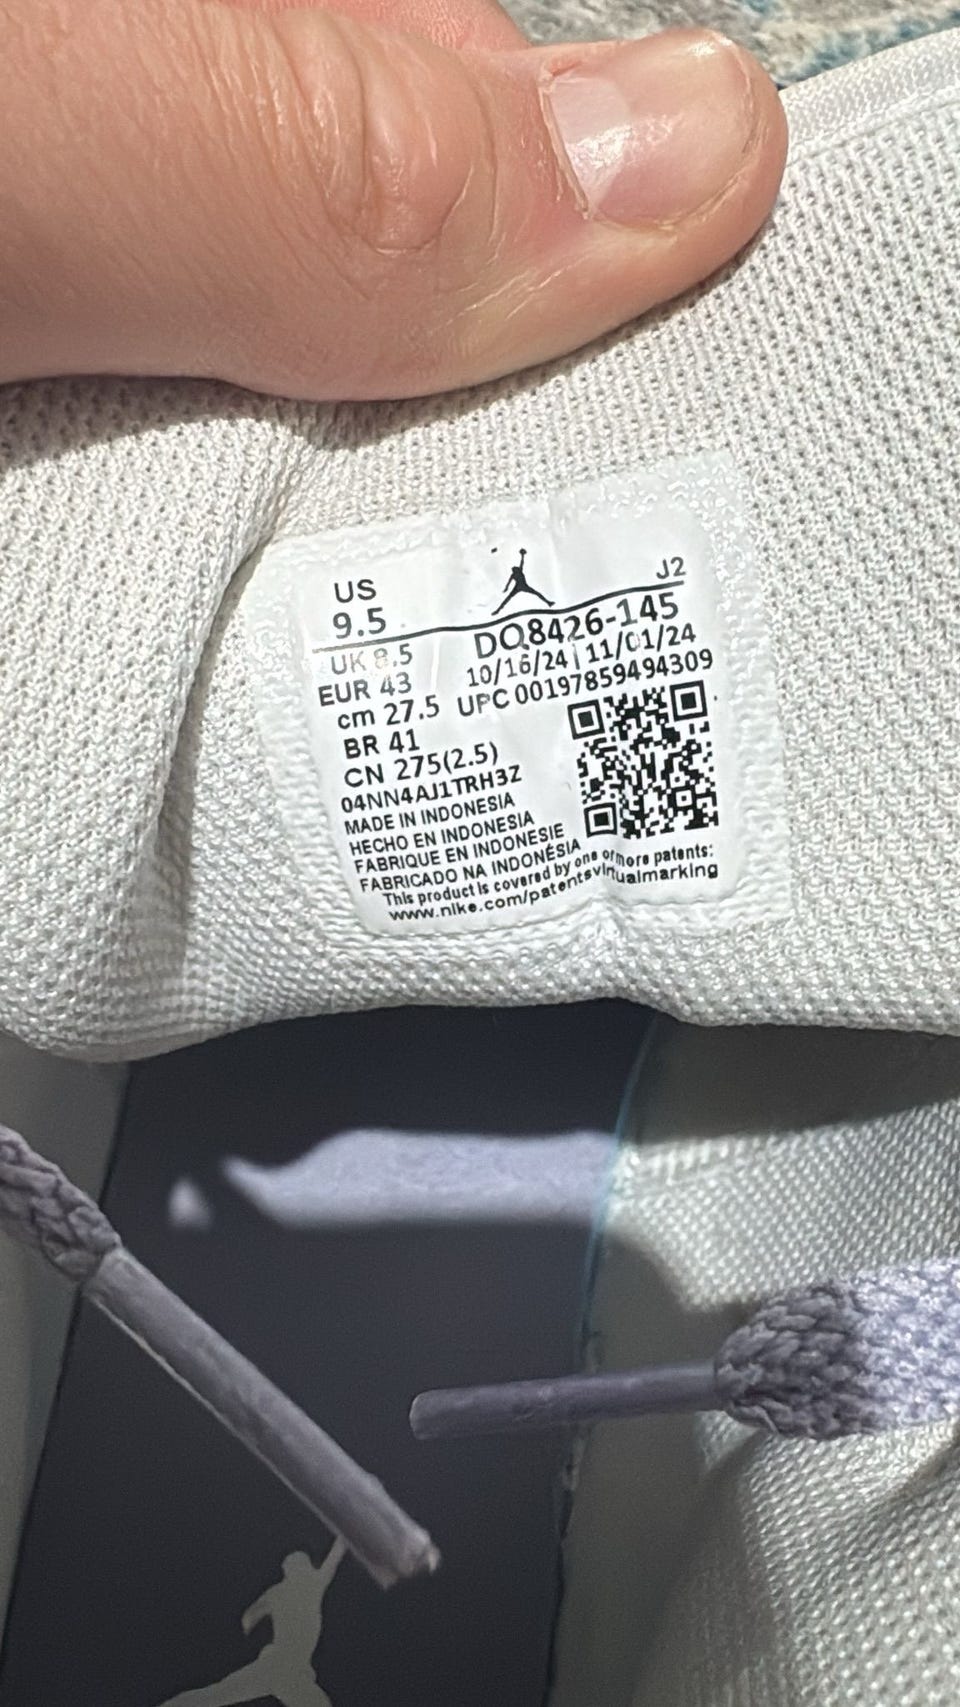 US
9.5
J2
DQ8426-145
UK 8.5
10/16/24 | 11/01/24
EUR 43
UPC 00197859494309
cm 27.5
BR 41
CN 275(2.5)
04NN4AJ1TRH3Z
MADE IN INDONESIA
HECHO EN INDONESIA
FABRIQUE EN INDONESIE
FABRICADO NA INDONÉSIA
This product is covered by one or more patents:
www.nike.com/patentsvirtualmarking